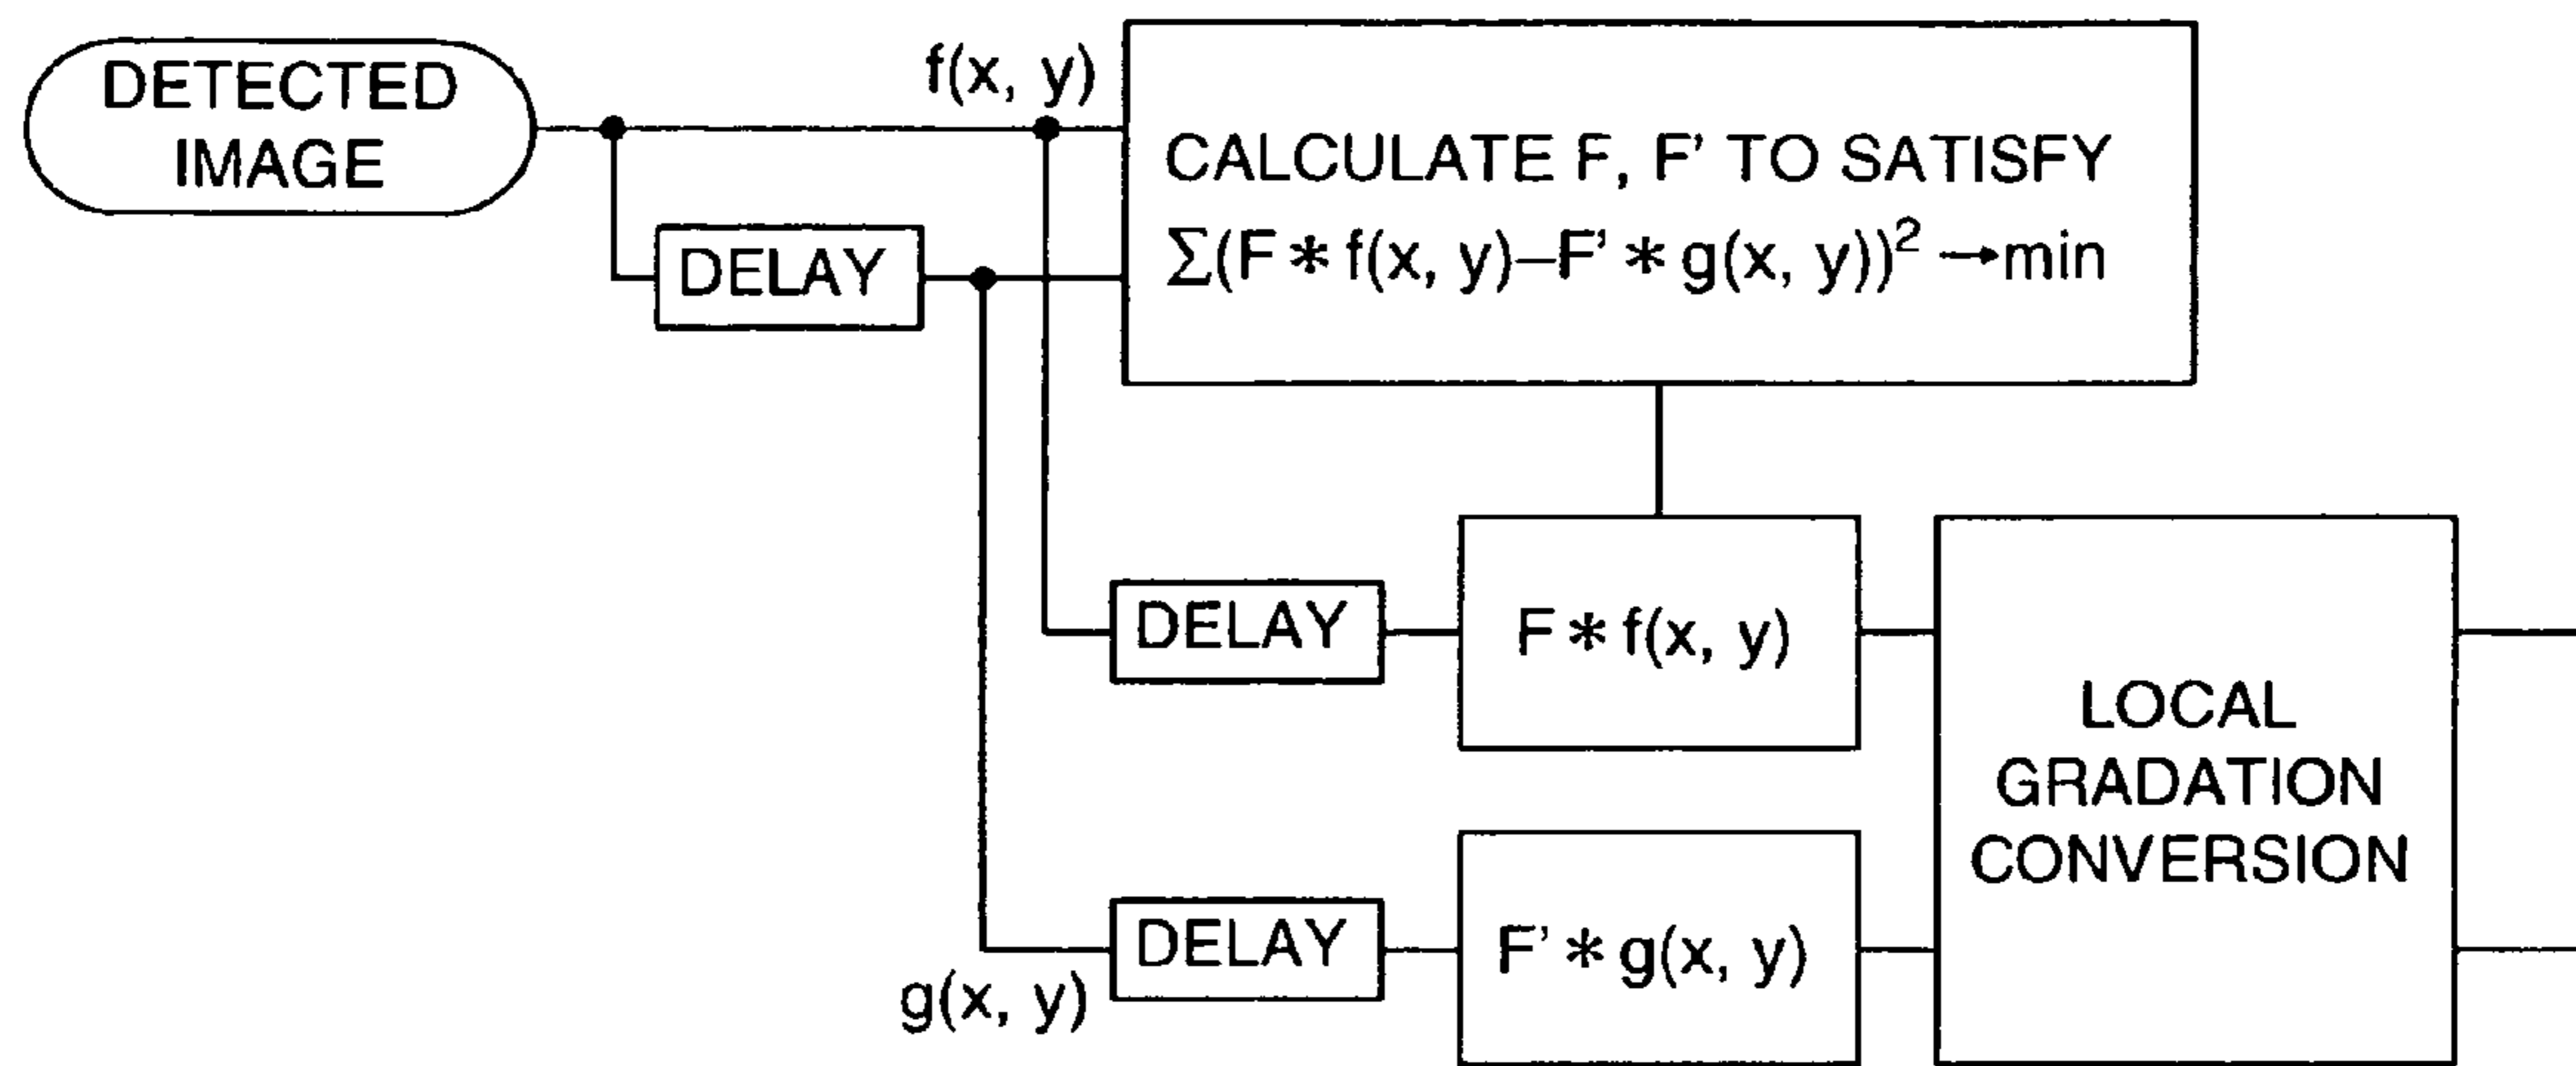 DETECTED
IMAGE
f(x, y)
CALCULATE F, F' TO SATISFY
Σ(F * f(x, y)–F' * g(x, y))² →min
DELAY
DELAY
F * f(x, y)
LOCAL
GRADATION
CONVERSION
DELAY
F' * g(x, y)
g(x, y)